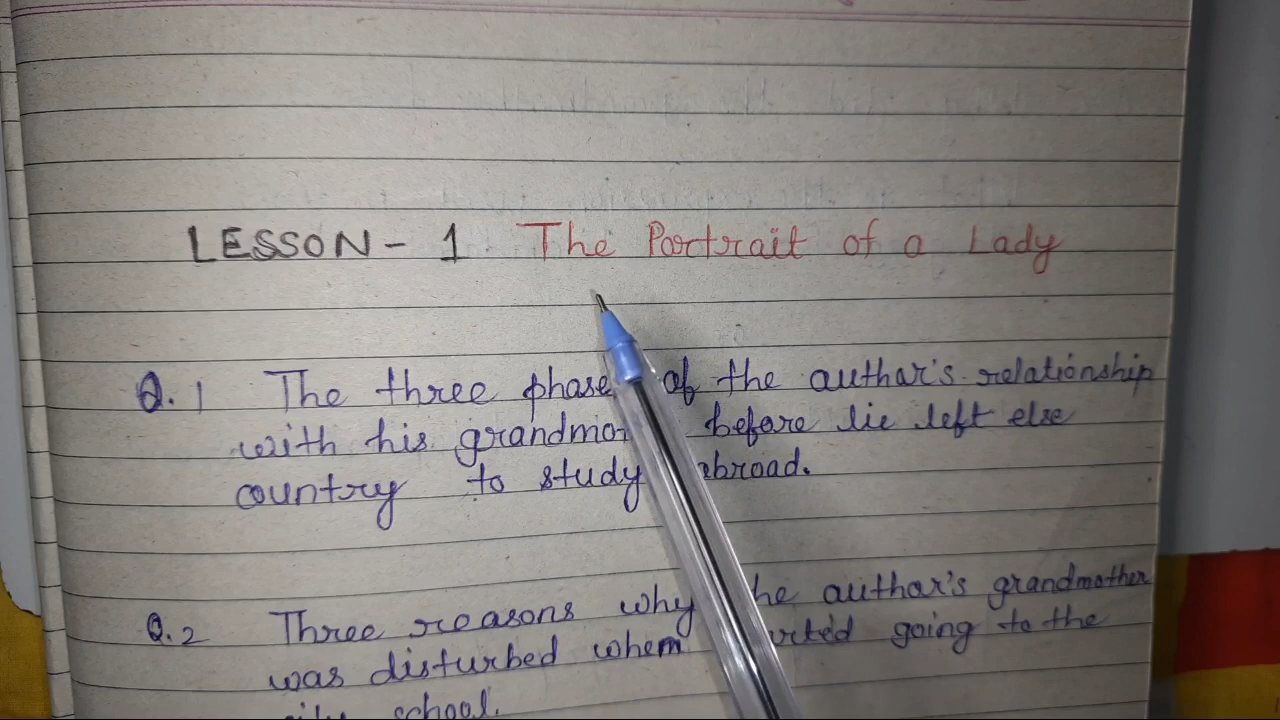 LESSON - 1 The Portrait of a Lady
Q. 1 The three phase of the author's relationship
with his grandmo before lie left else
country to study abroad.
Q. 2 Three reasons why the author's grandmother
was disturbed when going to the
city school.